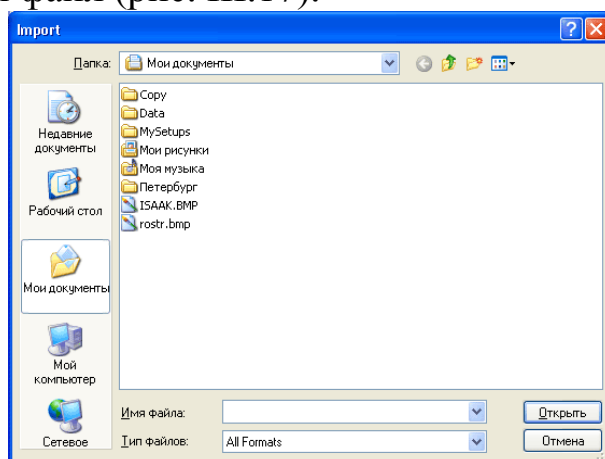 файл (рис. III.17).
Import
Папка:
Мои документы
Недавние
документы
Рабочий стол
Мои документы
Мой
компьютер
Сетевое
Copy
Data
MySetups
Мои рисунки
Моя музыка
Петербург
ISAAK.BMP
rostr.bmp
Имя файла:
Открыть
Тип файлов:
All Formats
Отмена